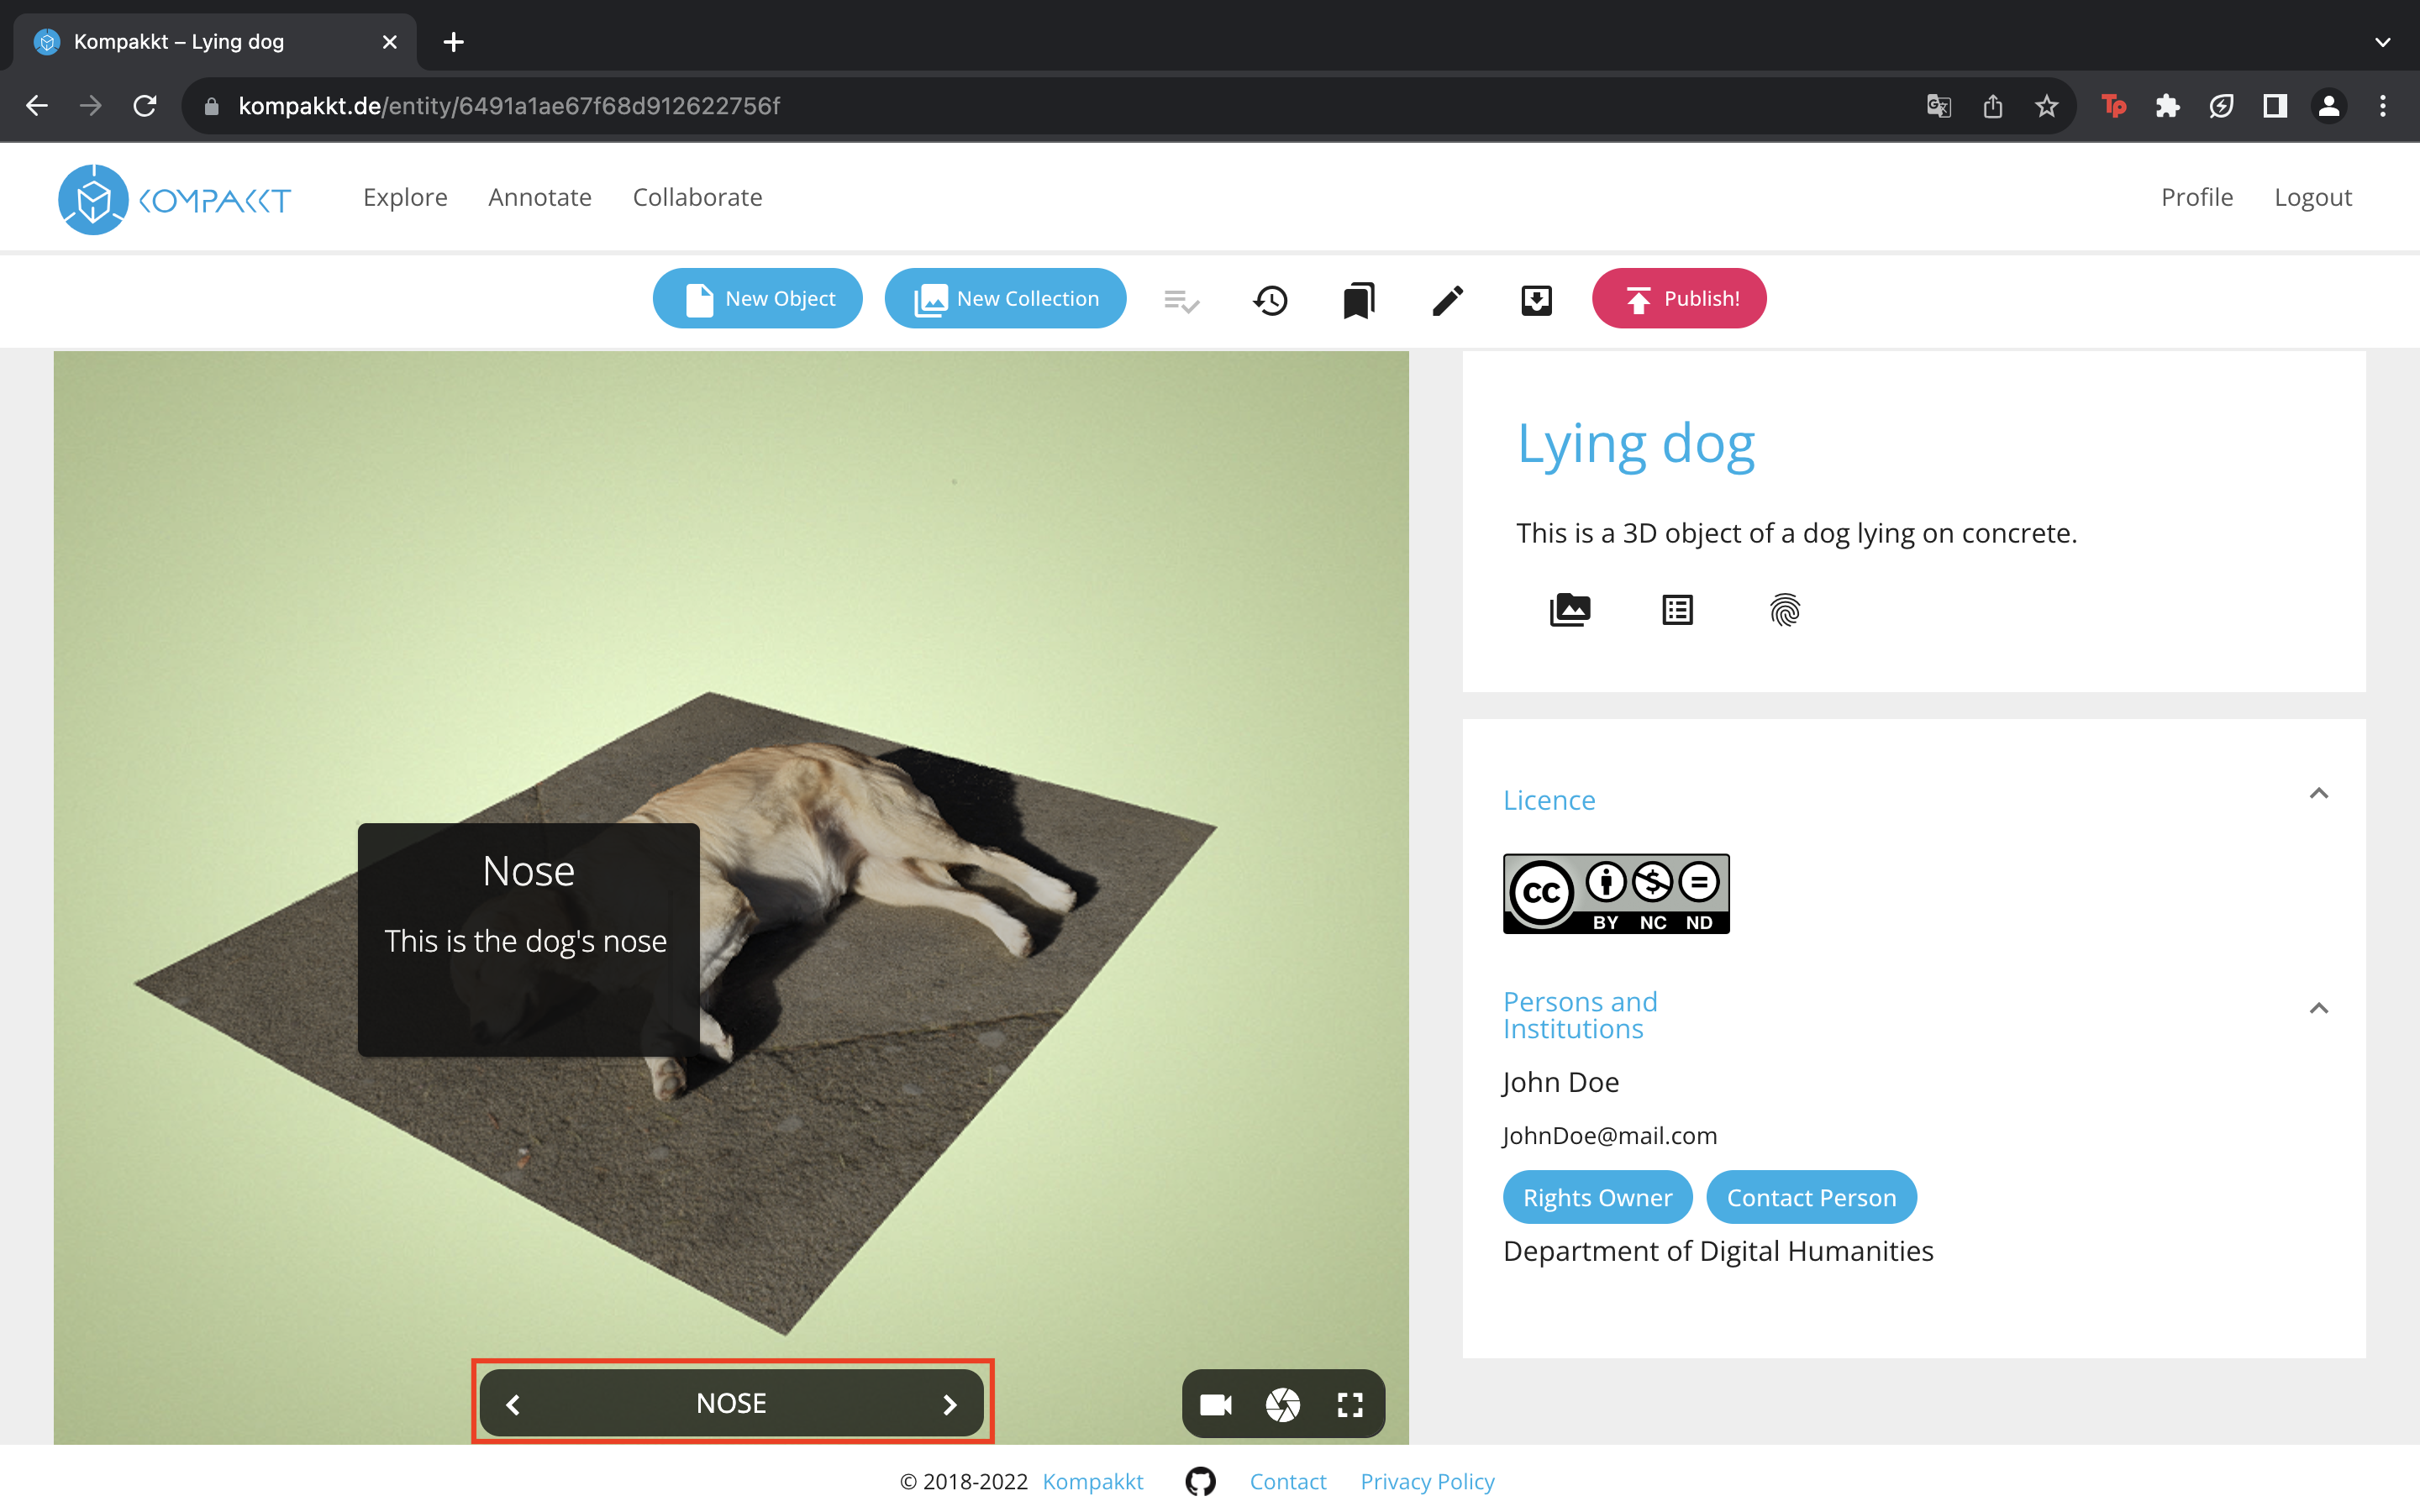 Kompakkt – Lying dog
kompakkt.de/entity/6491a1ae67f68d912622756f
Tp
KOMPAKKT
Explore
Annotate
Collaborate
Profile
Logout
New Object
New Collection
Publish!
Lying dog
This is a 3D object of a dog lying on concrete.
Nose
This is the dog's nose
NOSE
Licence
CC BY NC ND
Persons and
Institutions
John Doe
JohnDoe@mail.com
Rights Owner
Contact Person
Department of Digital Humanities
© 2018-2022 Kompakkt
Contact
Privacy Policy